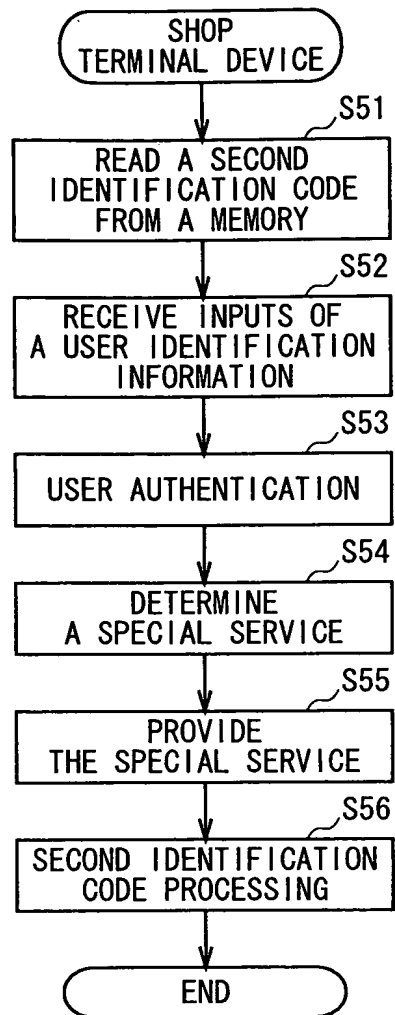 SHOP
TERMINAL DEVICE
S51
READ A SECOND
IDENTIFICATION CODE
FROM A MEMORY
S52
RECEIVE INPUTS OF
A USER IDENTIFICATION
INFORMATION
S53
USER AUTHENTICATION
S54
DETERMINE
A SPECIAL SERVICE
S55
PROVIDE
THE SPECIAL SERVICE
S56
SECOND IDENTIFICATION
CODE PROCESSING
END